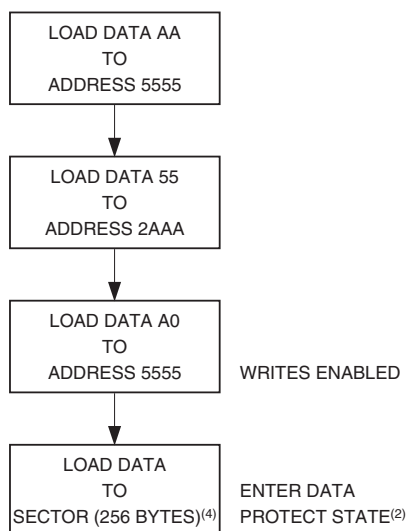 LOAD DATA AA
TO
ADDRESS 5555
LOAD DATA 55
TO
ADDRESS 2AAA
LOAD DATA A0
TO
ADDRESS 5555 WRITES ENABLED
LOAD DATA
TO ENTER DATA
SECTOR (256 BYTES)(4) PROTECT STATE(2)